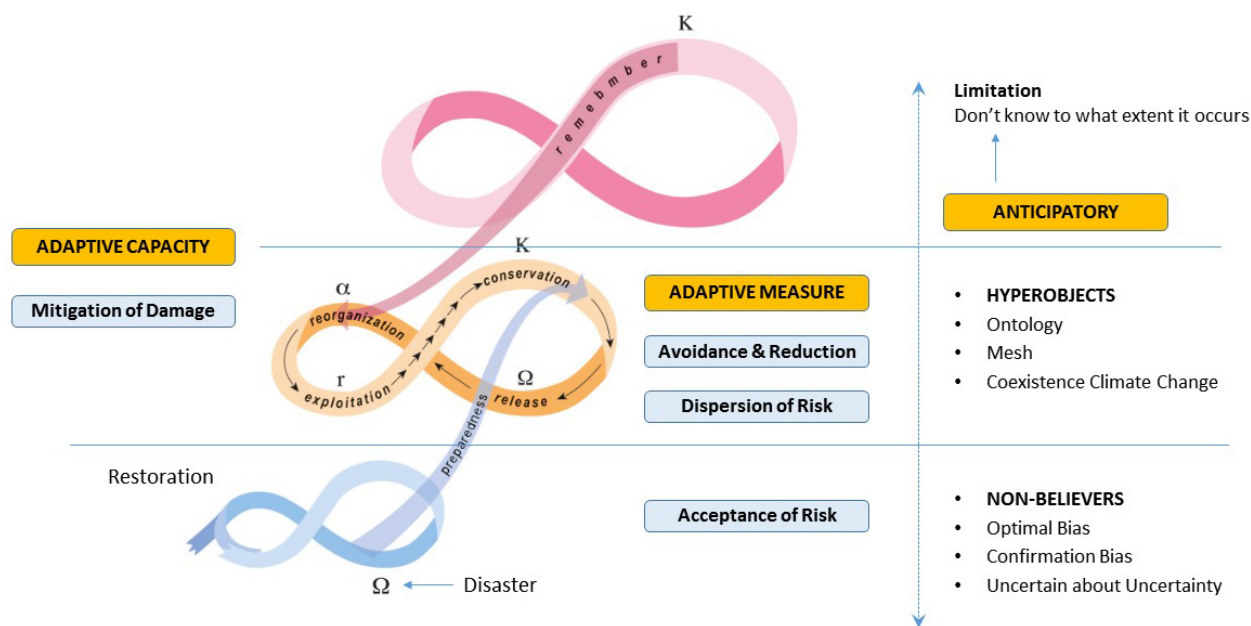 K
remebmber
Limitation
Don't know to what extent it occurs
ANTICIPATORY
ADAPTIVE CAPACITY
Mitigation of Damage
K
conservation
α
reorganization
r
exploitation
Ω
release
preparedness
ADAPTIVE MEASURE
Avoidance & Reduction
Dispersion of Risk
• HYPEROBJECTS
• Ontology
• Mesh
• Coexistence Climate Change
Restoration
Ω
Disaster
Acceptance of Risk
• NON-BELIEVERS
• Optimal Bias
• Confirmation Bias
• Uncertain about Uncertainty